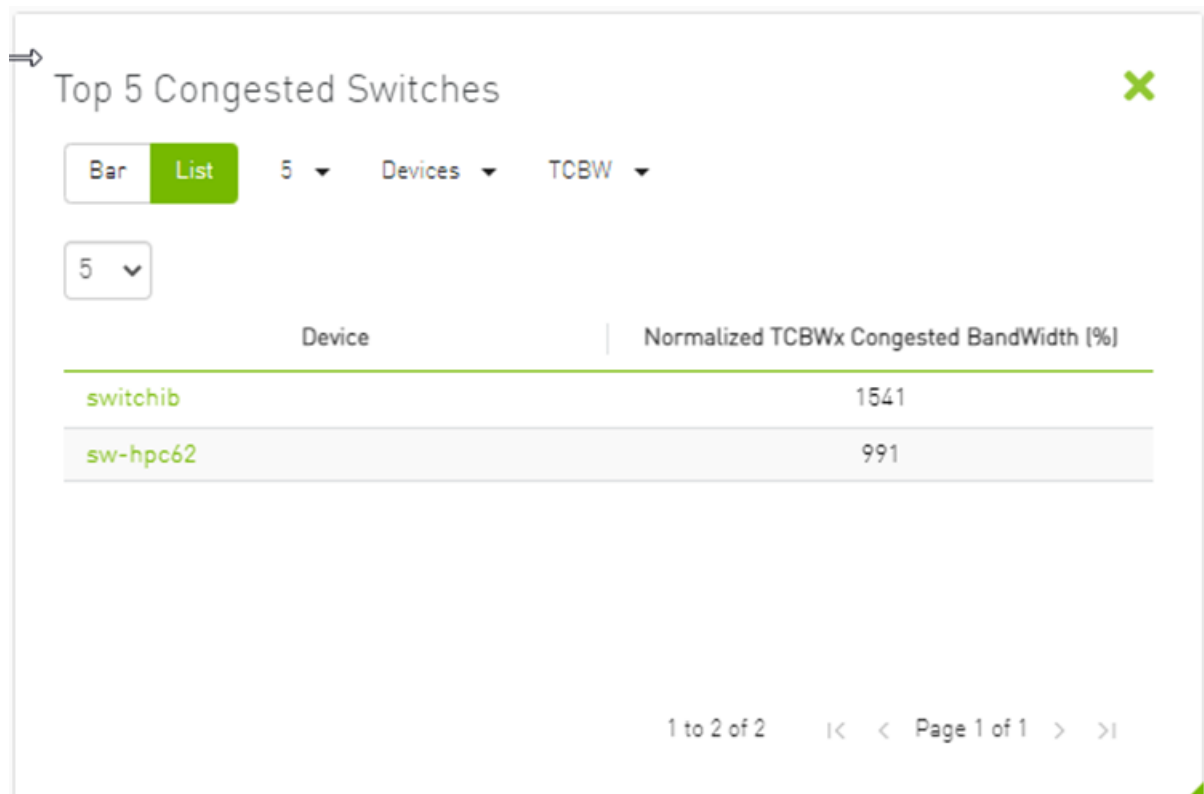 Top 5 Congested Switches
Bar List 5 Devices TCBW
5
Device Normalized TCBWx Congested BandWidth (%)
switchib 1541
sw-hpc62 991
1 to 2 of 2 Page 1 of 1